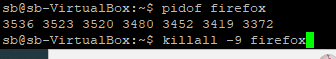 sb@sb-VirtualBox:~$ pidof firefox
3536 3523 3520 3480 3452 3419 3372
sb@sb-VirtualBox:~$ killall -9 firefox